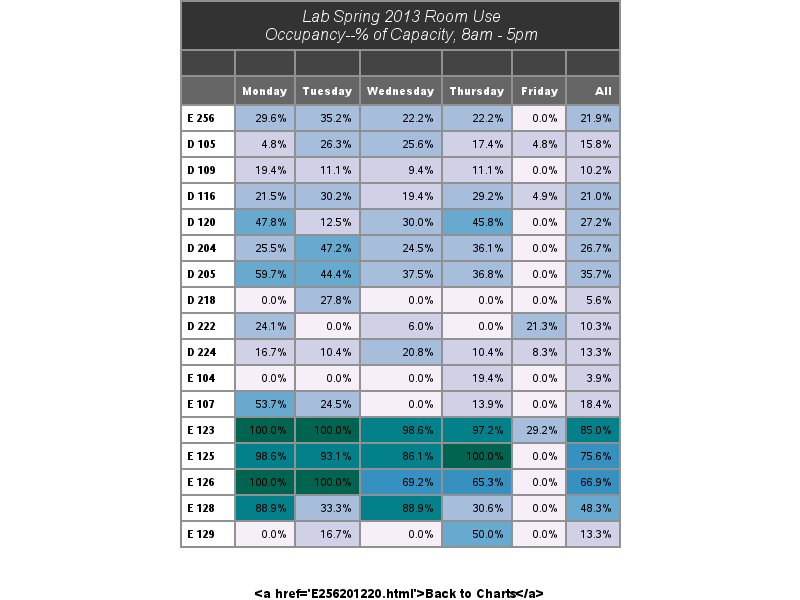 Lab Spring 2013 Room Use
Occupancy--% of Capacity, 8am - 5pm
Monday Tuesday Wednesday Thursday Friday All
E 256 29.6% 35.2% 22.2% 22.2% 0.0% 21.9%
D 105 4.8% 26.3% 25.6% 17.4% 4.8% 15.8%
D 109 19.4% 11.1% 9.4% 11.1% 0.0% 10.2%
D 116 21.5% 30.2% 19.4% 29.2% 4.9% 21.0%
D 120 47.8% 12.5% 30.0% 45.8% 0.0% 27.2%
D 204 25.5% 47.2% 24.5% 36.1% 0.0% 26.7%
D 205 59.7% 44.4% 37.5% 36.8% 0.0% 35.7%
D 218 0.0% 27.8% 0.0% 0.0% 0.0% 5.6%
D 222 24.1% 0.0% 6.0% 0.0% 21.3% 10.3%
D 224 16.7% 10.4% 20.8% 10.4% 8.3% 13.3%
E 104 0.0% 0.0% 0.0% 19.4% 0.0% 3.9%
E 107 53.7% 24.5% 0.0% 13.9% 0.0% 18.4%
E 123 100.0% 100.0% 98.6% 97.2% 29.2% 85.0%
E 125 98.6% 93.1% 86.1% 100.0% 0.0% 75.6%
E 126 100.0% 100.0% 69.2% 65.3% 0.0% 66.9%
E 128 88.9% 33.3% 88.9% 30.6% 0.0% 48.3%
E 129 0.0% 16.7% 0.0% 50.0% 0.0% 13.3%
&lt;a href='E256201220.html'&gt;Back to Charts&lt;/a&gt;